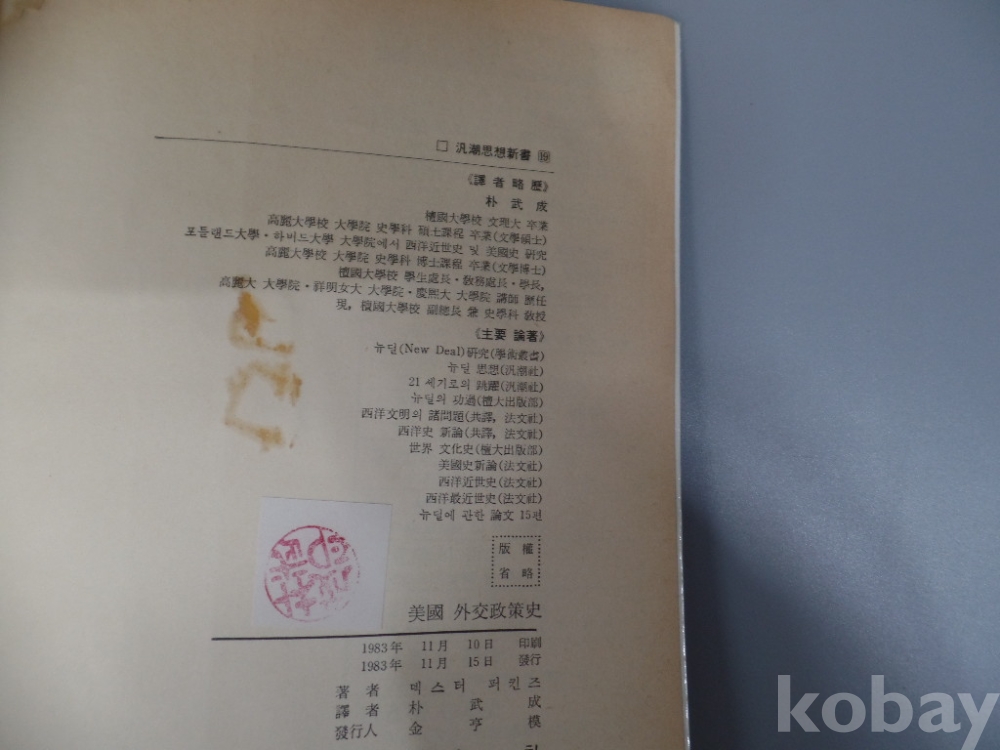 □ 汎潮思想新書 ⑲
《譯 者 略 歷》
朴 武 成
檀國大學校 文理大 卒業
高麗大學校 大學院 史學科 碩士課程 卒業(文學碩士)
포틀랜드大學·하버드大學 大學院에서 西洋近世史 및 美國史 研究
高麗大學校 大學院 史學科 博士課程 卒業(文學博士)
檀國大學校 學生處長·敎務處長·學長,
高麗大 大學院·祥明女大 大學院·慶熙大 大學院 講師 歷任
現, 檀國大學校 副總長 兼 史學科 敎授
《主要 論著》
뉴딜(New Deal)硏究(學術叢書)
뉴딜 思想(汎潮社)
21세기로의 跳躍(汎潮社)
뉴딜의 功過(檀大出版部)
西洋文明의 諸問題(共譯, 法文社)
西洋史 新論(共譯, 法文社)
世界 文化史(檀大出版部)
美國史新論(法文社)
西洋近世史(法文社)
西洋最近世史(法文社)
뉴딜에 관한 論文 15편
版 權
省 略
美國 外交政策史
1983年 11月 10日 印刷
1983年 11月 15日 發行
著 者 덱스터 퍼킨즈
譯 者 朴 武 成
發行人 金 亨 模
kobay